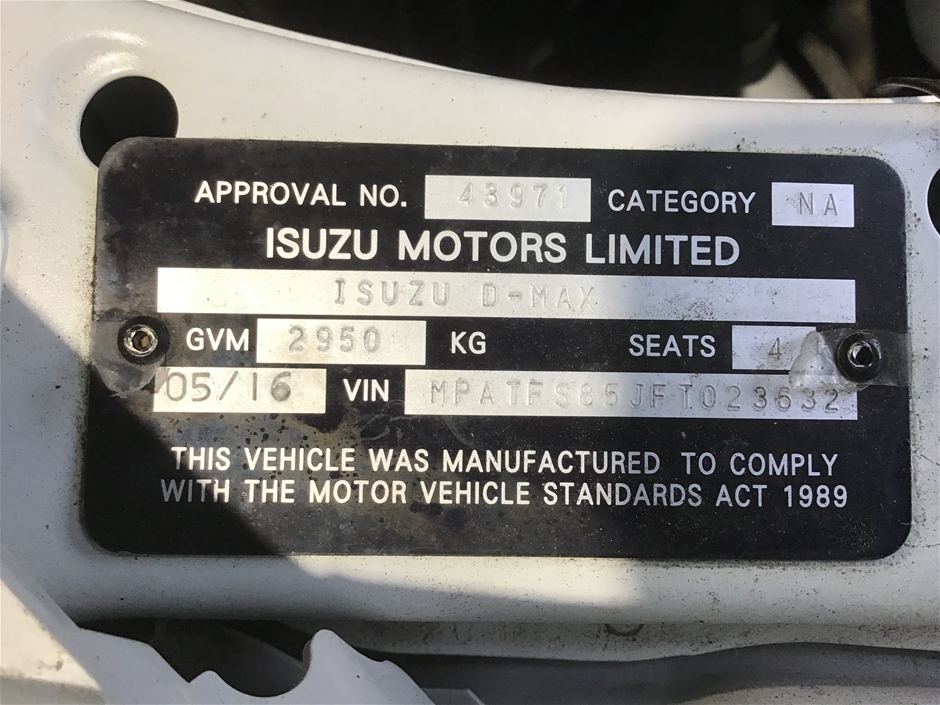 APPROVAL NO. 43971 CATEGORY NA
ISUZU MOTORS LIMITED
ISUZU D-MAX
GVM 2950 KG SEATS 4
05/16 VIN MPATFS85JFT023632
THIS VEHICLE WAS MANUFACTURED TO COMPLY
WITH THE MOTOR VEHICLE STANDARDS ACT 1989